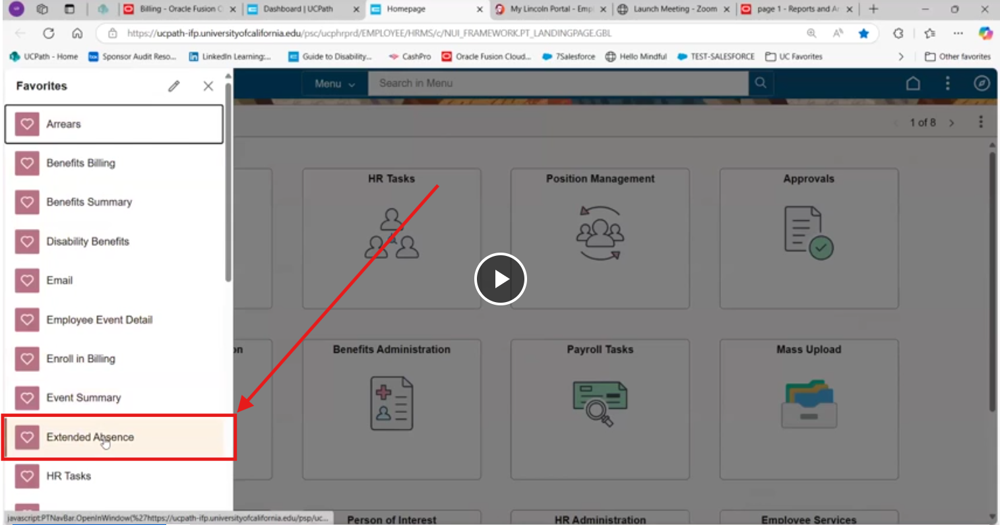 Billing - Oracle Fusion C
Dashboard | UCPath
Homepage
My Lincoln Portal - Emp
Launch Meeting - Zoom
page 1 - Reports and Ar
https://ucpath-ifp.universityofcalifornia.edu/psc/ucphrprd/EMPLOYEE/HRMS/c/NUI_FRAMEWORK.PT_LANDINGPAGE.GBL
UCPath - Home
Sponsor Audit Reso...
LinkedIn Learning:...
Guide to Disability...
CashPro
Oracle Fusion Cloud...
7Salesforce
Hello Mindful
TEST-SALESFORCE
UC Favorites
Other favorites
Favorites
Menu
Search in Menu
1 of 8
Arrears
Benefits Billing
Benefits Summary
Disability Benefits
Email
Employee Event Detail
Enroll in Billing
Event Summary
Extended Absence
HR Tasks
HR Tasks
Position Management
Approvals
on
Benefits Administration
Payroll Tasks
Mass Upload
Person of Interest
HR Administration
Employee Services
javascript:PTNavBar.OpenInWindow(%27https://ucpath-ifp.universityofcalifornia.edu/psp/uc...